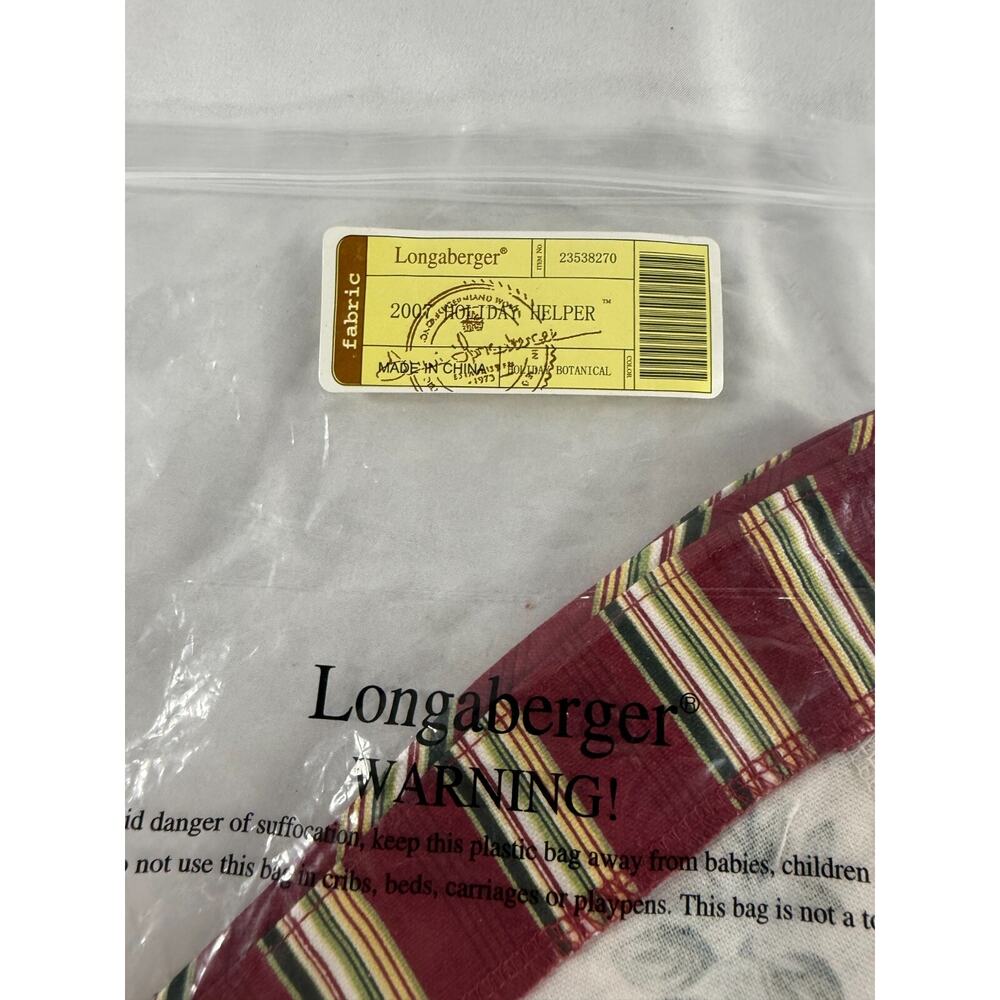 fabric
Longaberger®
ITEM No
23538270
2007 HOLIDAY HELPER™
MADE IN CHINA
HOLIDAY BOTANICAL
COLOR
1973
Longaberger®
WARNING!
id danger of suffocation, keep this plastic bag away from babies, children
not use this bag in cribs, beds, carriages or playpens. This bag is not a to